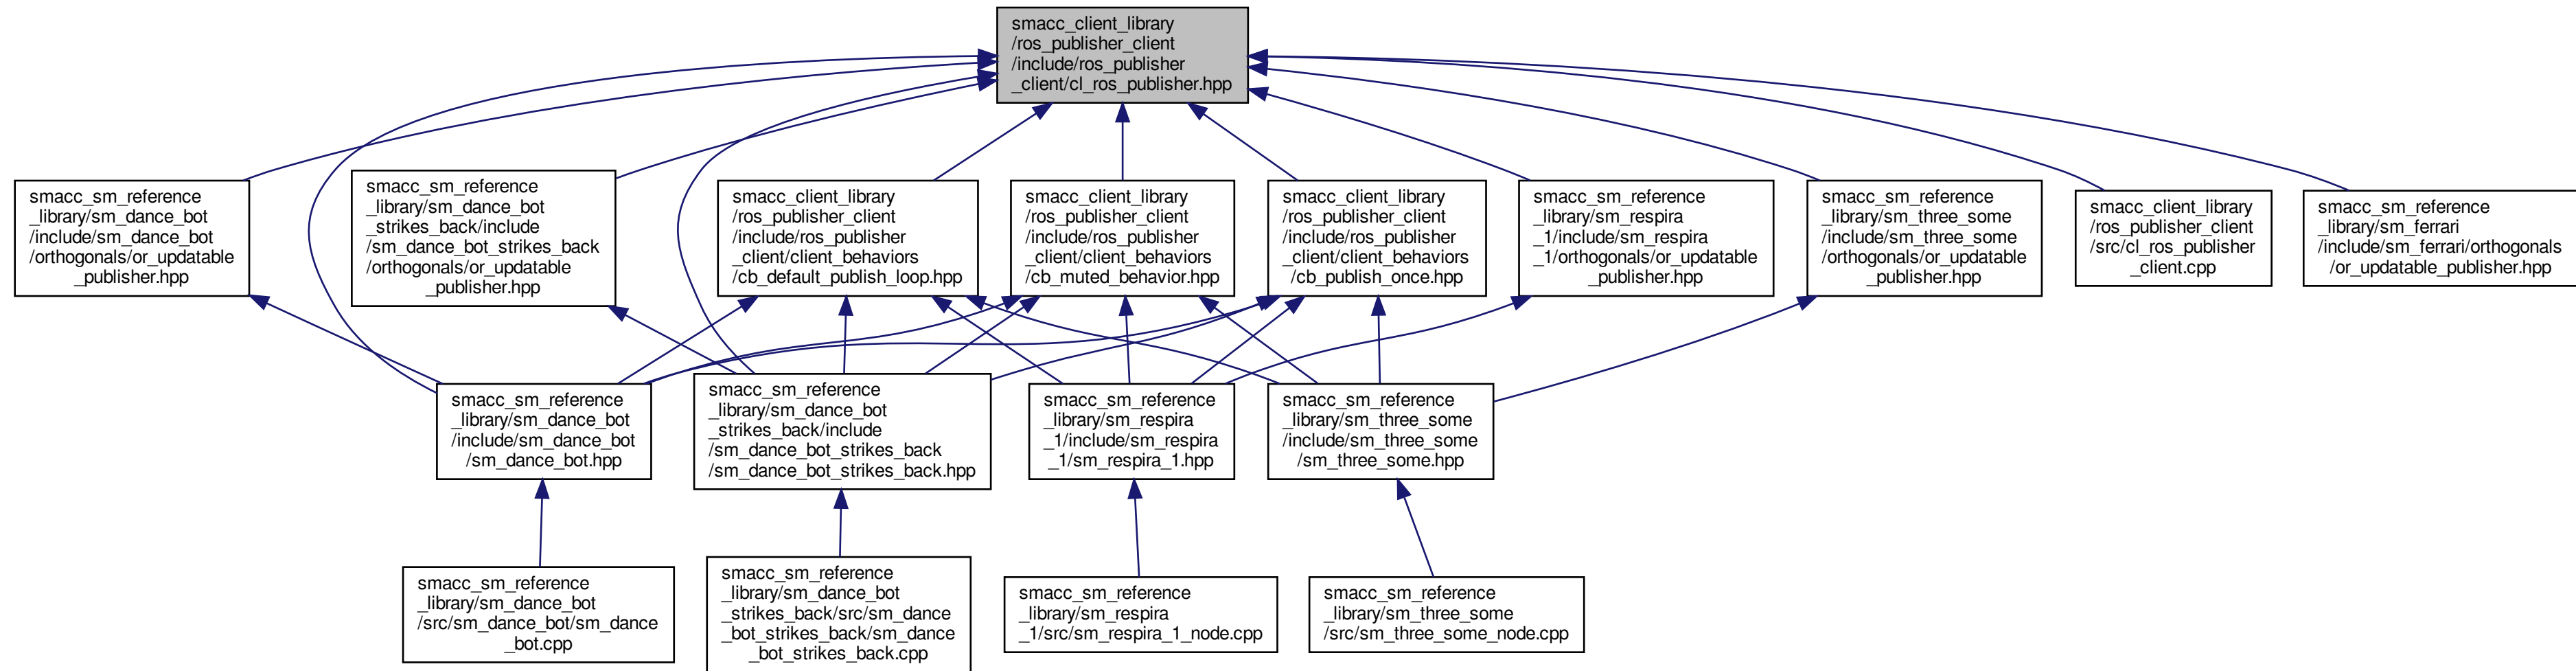 smacc_client_library
/ros_publisher_client
/include/ros_publisher
_client/cl_ros_publisher.hpp
smacc_sm_reference
_library/sm_dance_bot
/include/sm_dance_bot
/orthogonals/or_updatable
_publisher.hpp
smacc_sm_reference
_library/sm_dance_bot
_strikes_back/include
/sm_dance_bot_strikes_back
/orthogonals/or_updatable
_publisher.hpp
smacc_client_library
/ros_publisher_client
/include/ros_publisher
_client/client_behaviors
/cb_default_publish_loop.hpp
smacc_client_library
/ros_publisher_client
/include/ros_publisher
_client/client_behaviors
/cb_muted_behavior.hpp
smacc_client_library
/ros_publisher_client
/include/ros_publisher
_client/client_behaviors
/cb_publish_once.hpp
smacc_sm_reference
_library/sm_respira
_1/include/sm_respira
_1/orthogonals/or_updatable
_publisher.hpp
smacc_sm_reference
_library/sm_three_some
/include/sm_three_some
/orthogonals/or_updatable
_publisher.hpp
smacc_client_library
/ros_publisher_client
/src/cl_ros_publisher
_client.cpp
smacc_sm_reference
_library/sm_ferrari
/include/sm_ferrari/orthogonals
/or_updatable_publisher.hpp
smacc_sm_reference
_library/sm_dance_bot
/include/sm_dance_bot
/sm_dance_bot.hpp
smacc_sm_reference
_library/sm_dance_bot
_strikes_back/include
/sm_dance_bot_strikes_back
/sm_dance_bot_strikes_back.hpp
smacc_sm_reference
_library/sm_respira
_1/include/sm_respira
_1/sm_respira_1.hpp
smacc_sm_reference
_library/sm_three_some
/include/sm_three_some
/sm_three_some.hpp
smacc_sm_reference
_library/sm_dance_bot
/src/sm_dance_bot/sm_dance
_bot.cpp
smacc_sm_reference
_library/sm_dance_bot
_strikes_back/src/sm_dance
_bot_strikes_back/sm_dance
_bot_strikes_back.cpp
smacc_sm_reference
_library/sm_respira
_1/src/sm_respira_1_node.cpp
smacc_sm_reference
_library/sm_three_some
/src/sm_three_some_node.cpp